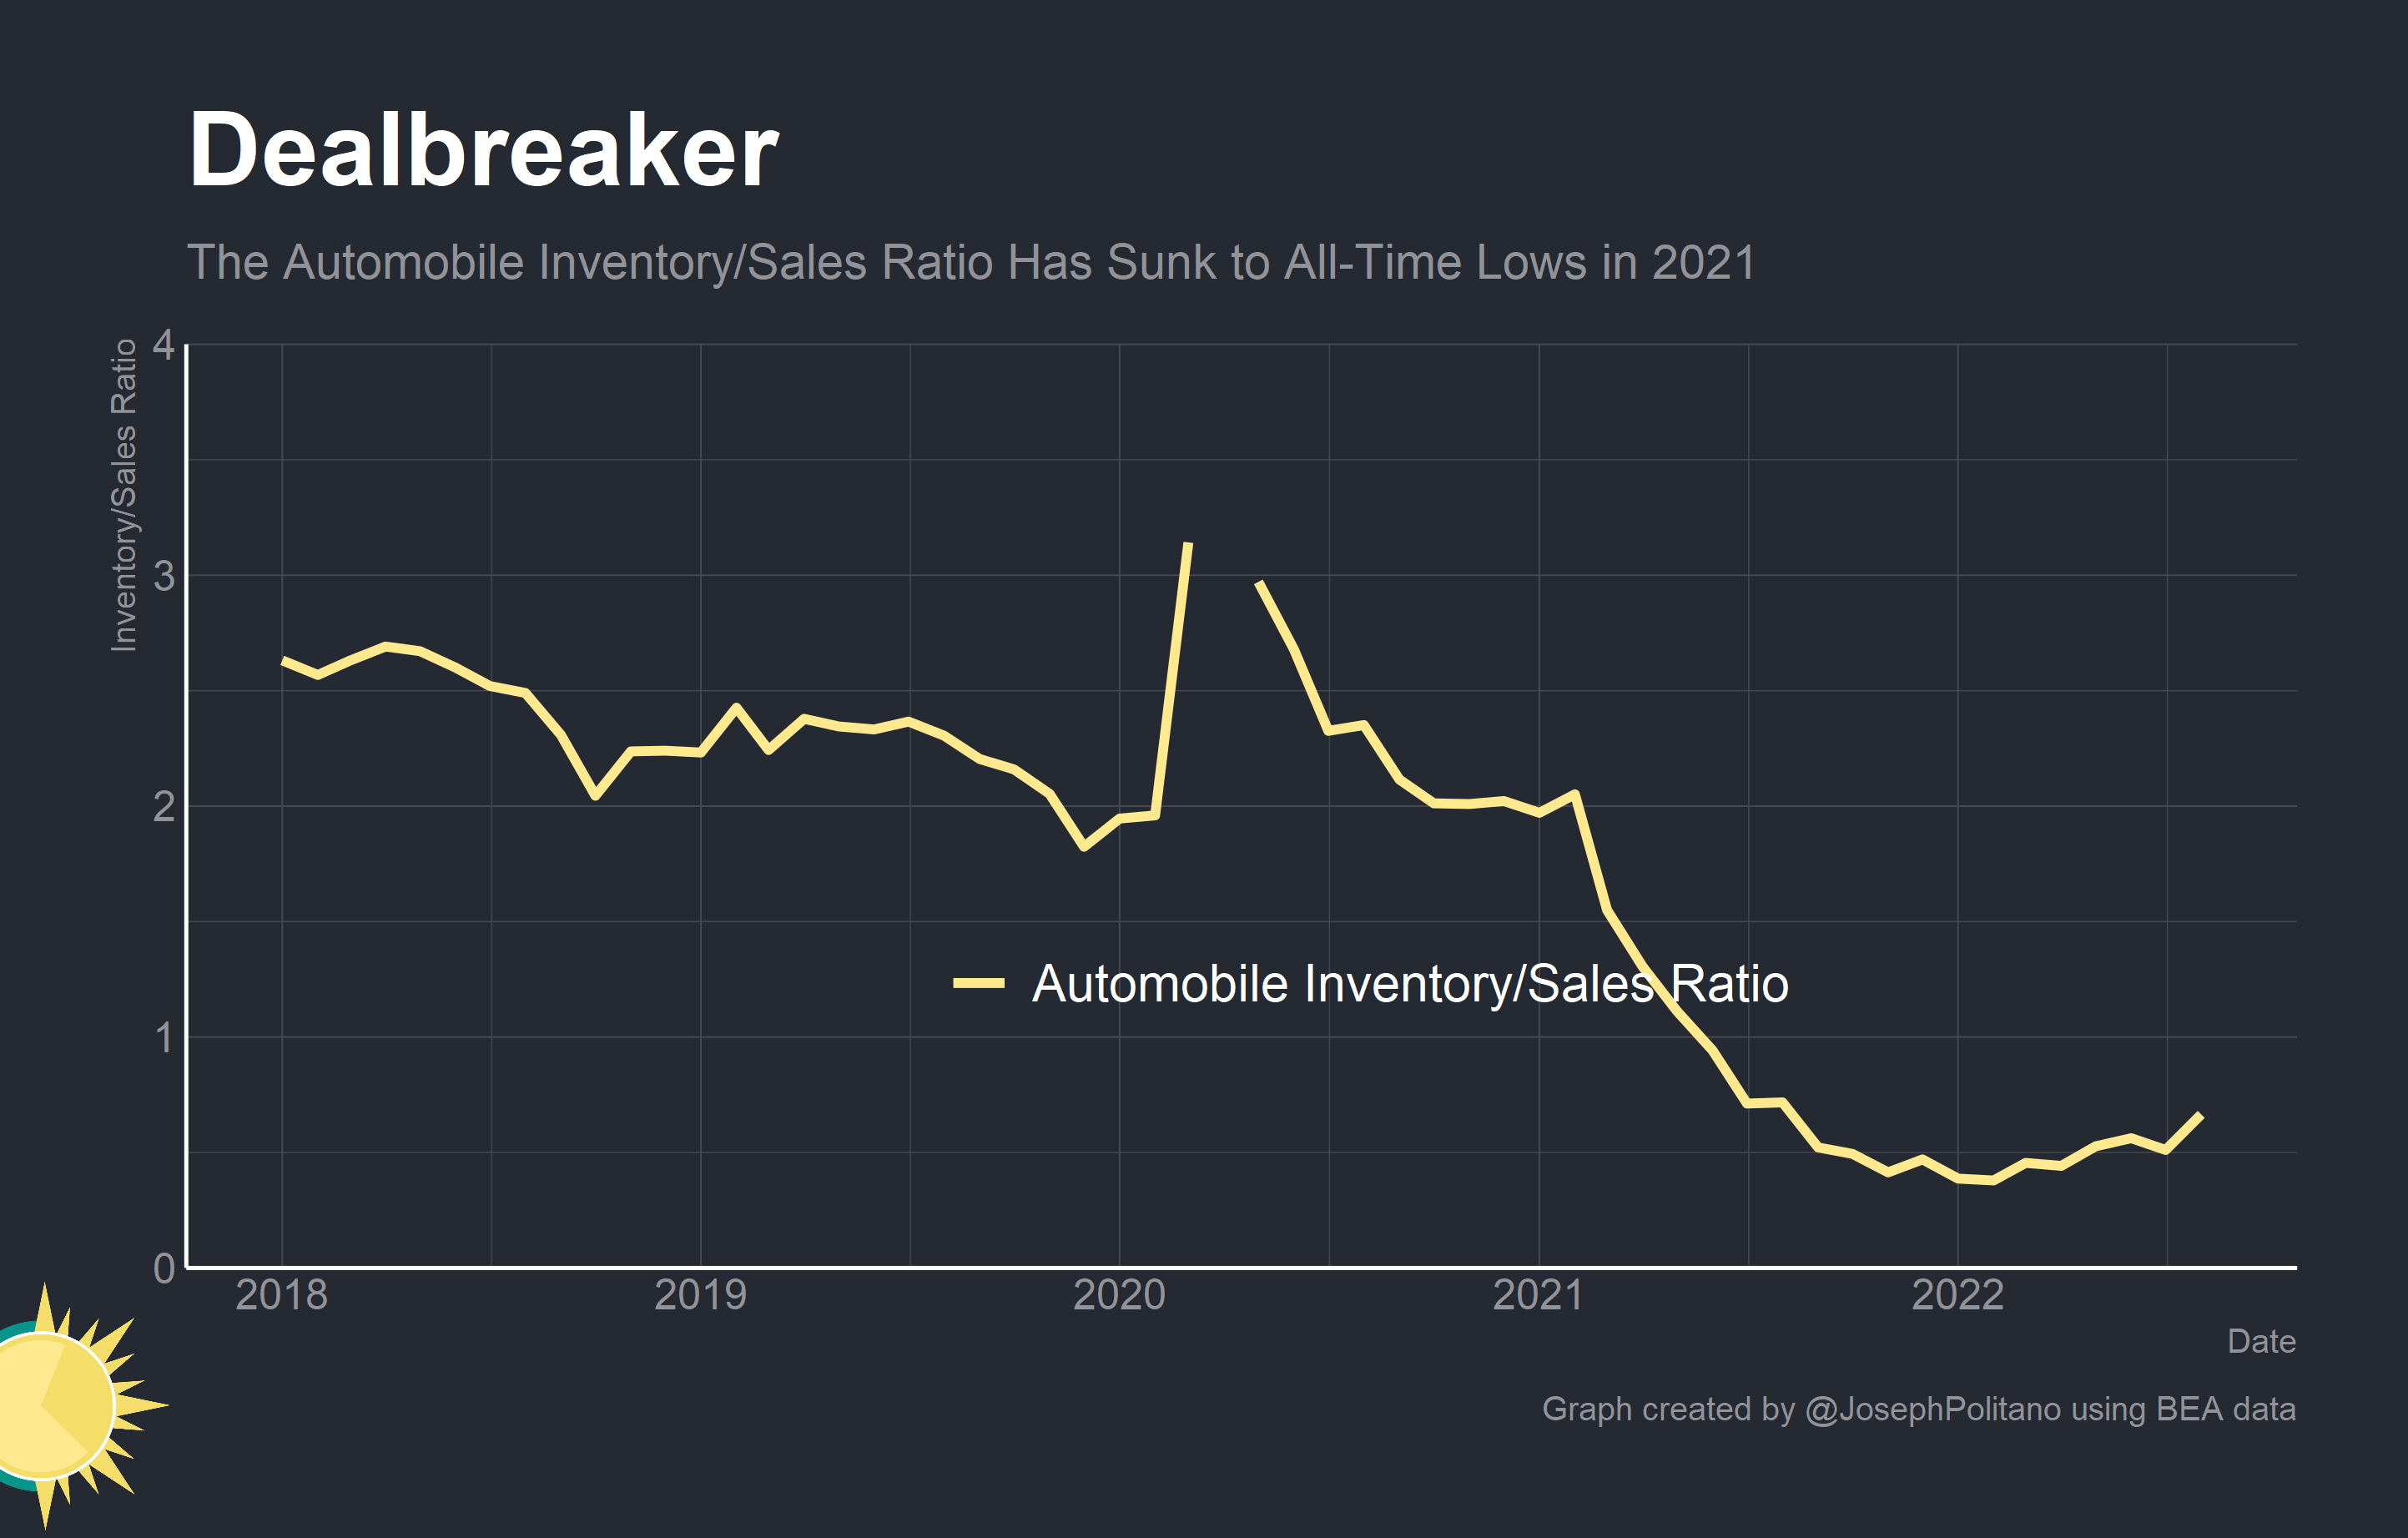 Dealbreaker
The Automobile Inventory/Sales Ratio Has Sunk to All-Time Lows in 2021
Inventory/Sales Ratio
4
3
2
1
0
Automobile Inventory/Sales Ratio
2018 2019 2020 2021 2022
Date
Graph created by @JosephPolitano using BEA data